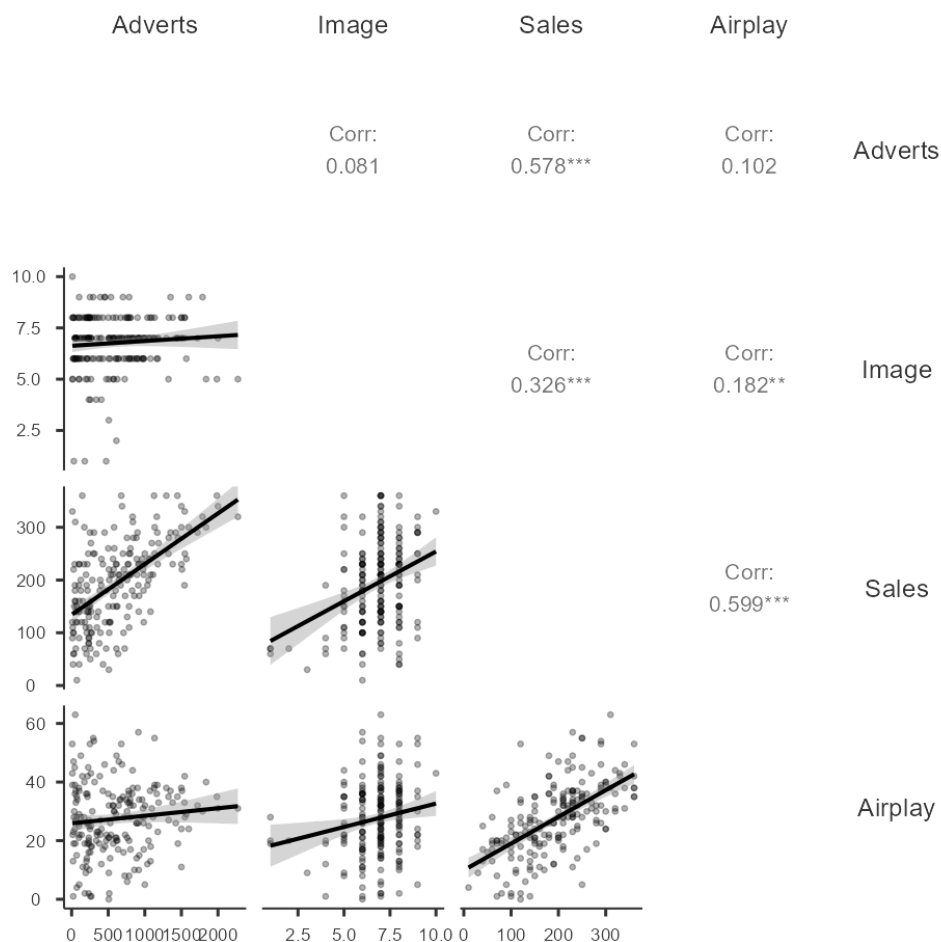 Adverts Image Sales Airplay
Corr: Corr: Corr:
0.081 0.578*** 0.102
Adverts
10.0
7.5
5.0
2.5
Corr: Corr:
0.326*** 0.182**
Image
300
200
100
0
Corr:
0.599***
Sales
60
40
20
0
Airplay
0 500 1000 1500 2000 2.5 5.0 7.5 10.0 0 100 200 300